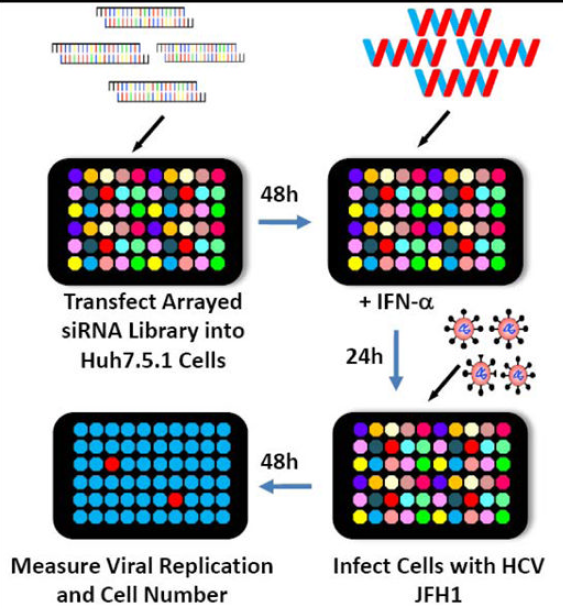 48h
Transfect Arrayed
siRNA Library into
Huh7.5.1 Cells
+ IFN-α
24h
48h
Measure Viral Replication
and Cell Number
Infect Cells with HCV
JFH1